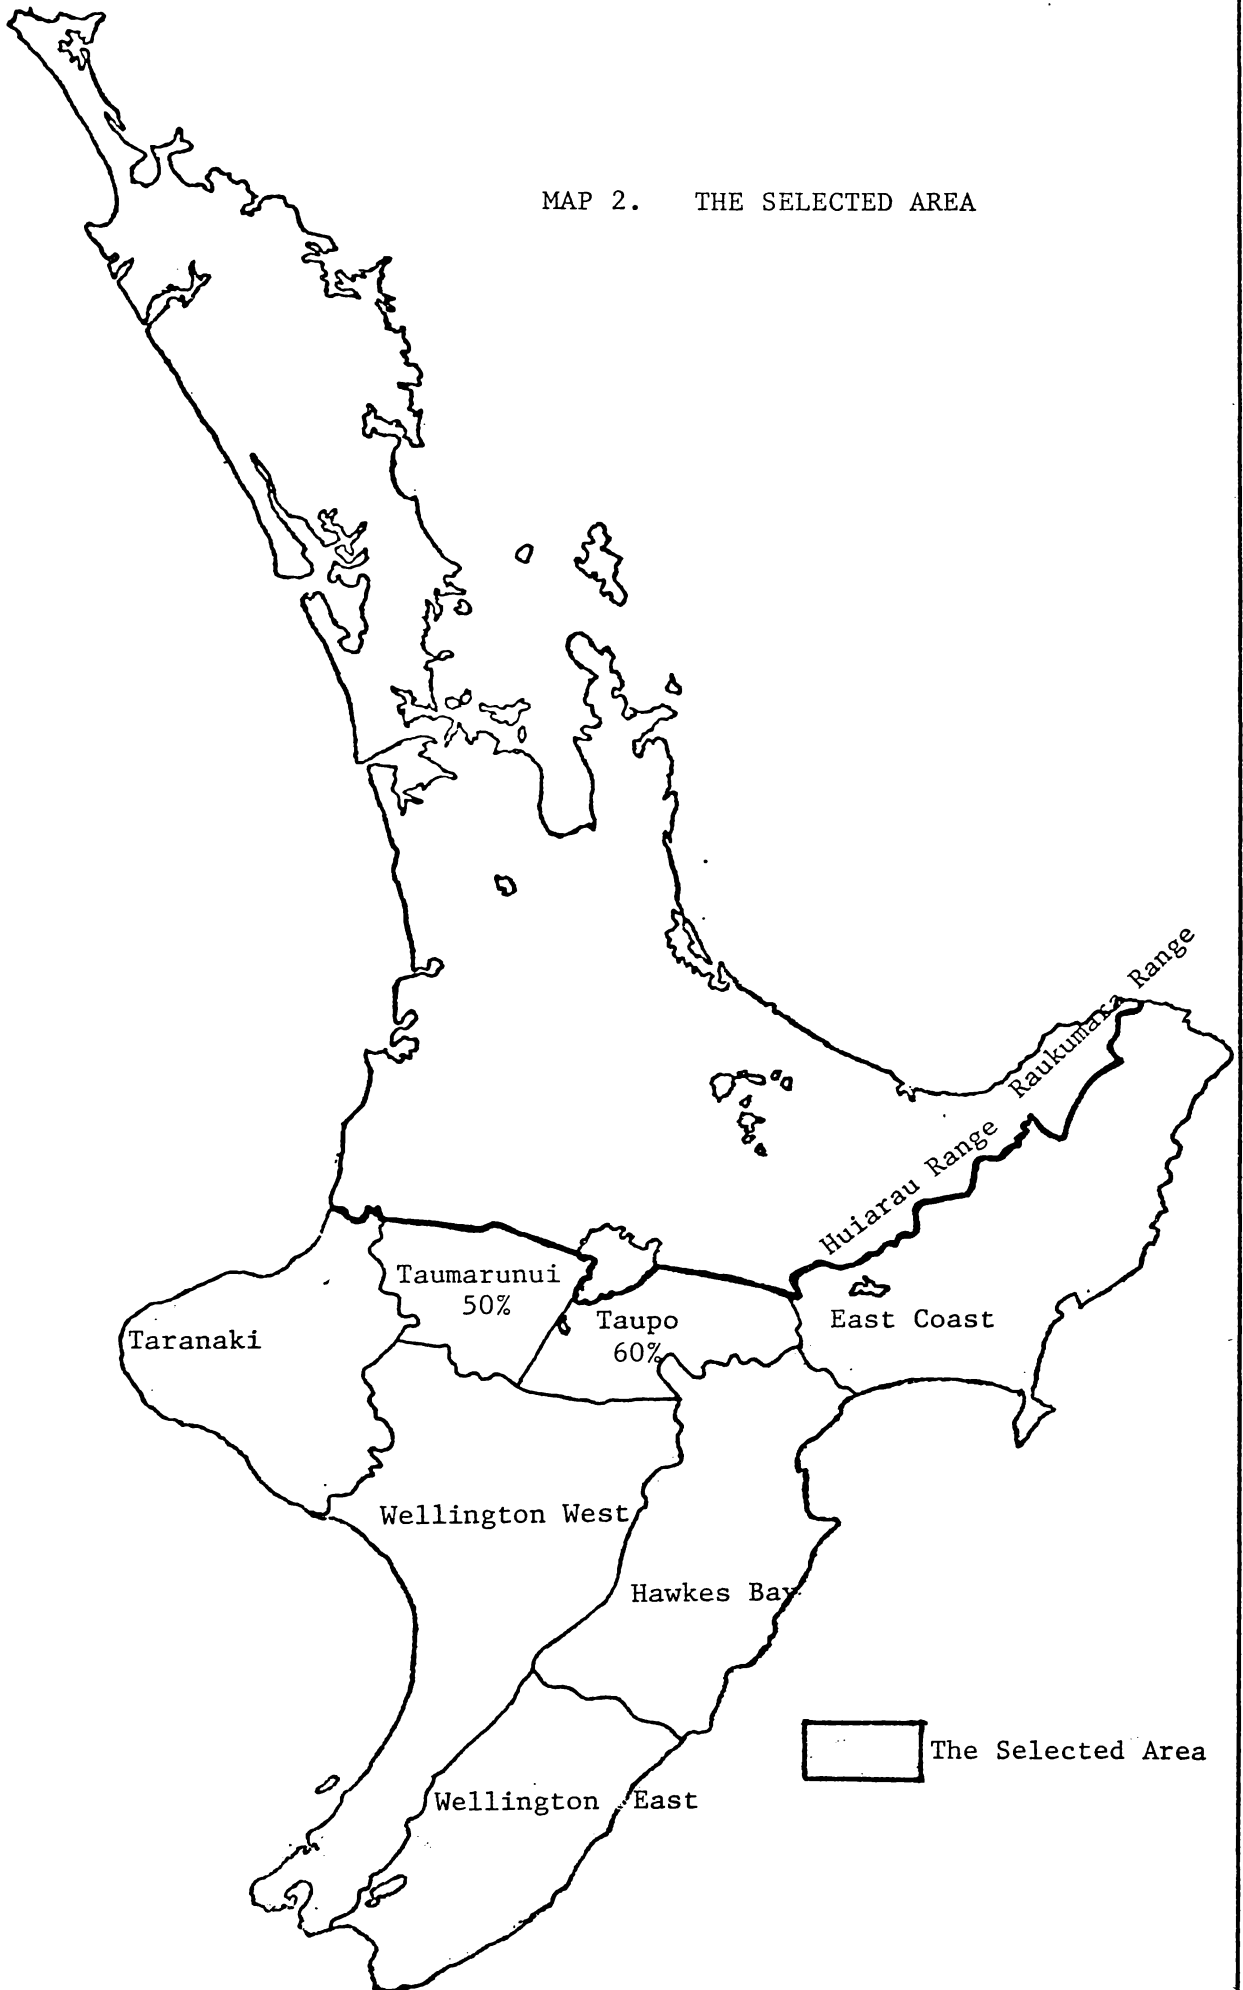 MAP 2. THE SELECTED AREA
Raukumara Range
Huiarau Range
Taumarunui
50%
Taupo
60%
East Coast
Taranaki
Wellington West
Hawkes Bay
The Selected Area
Wellington East